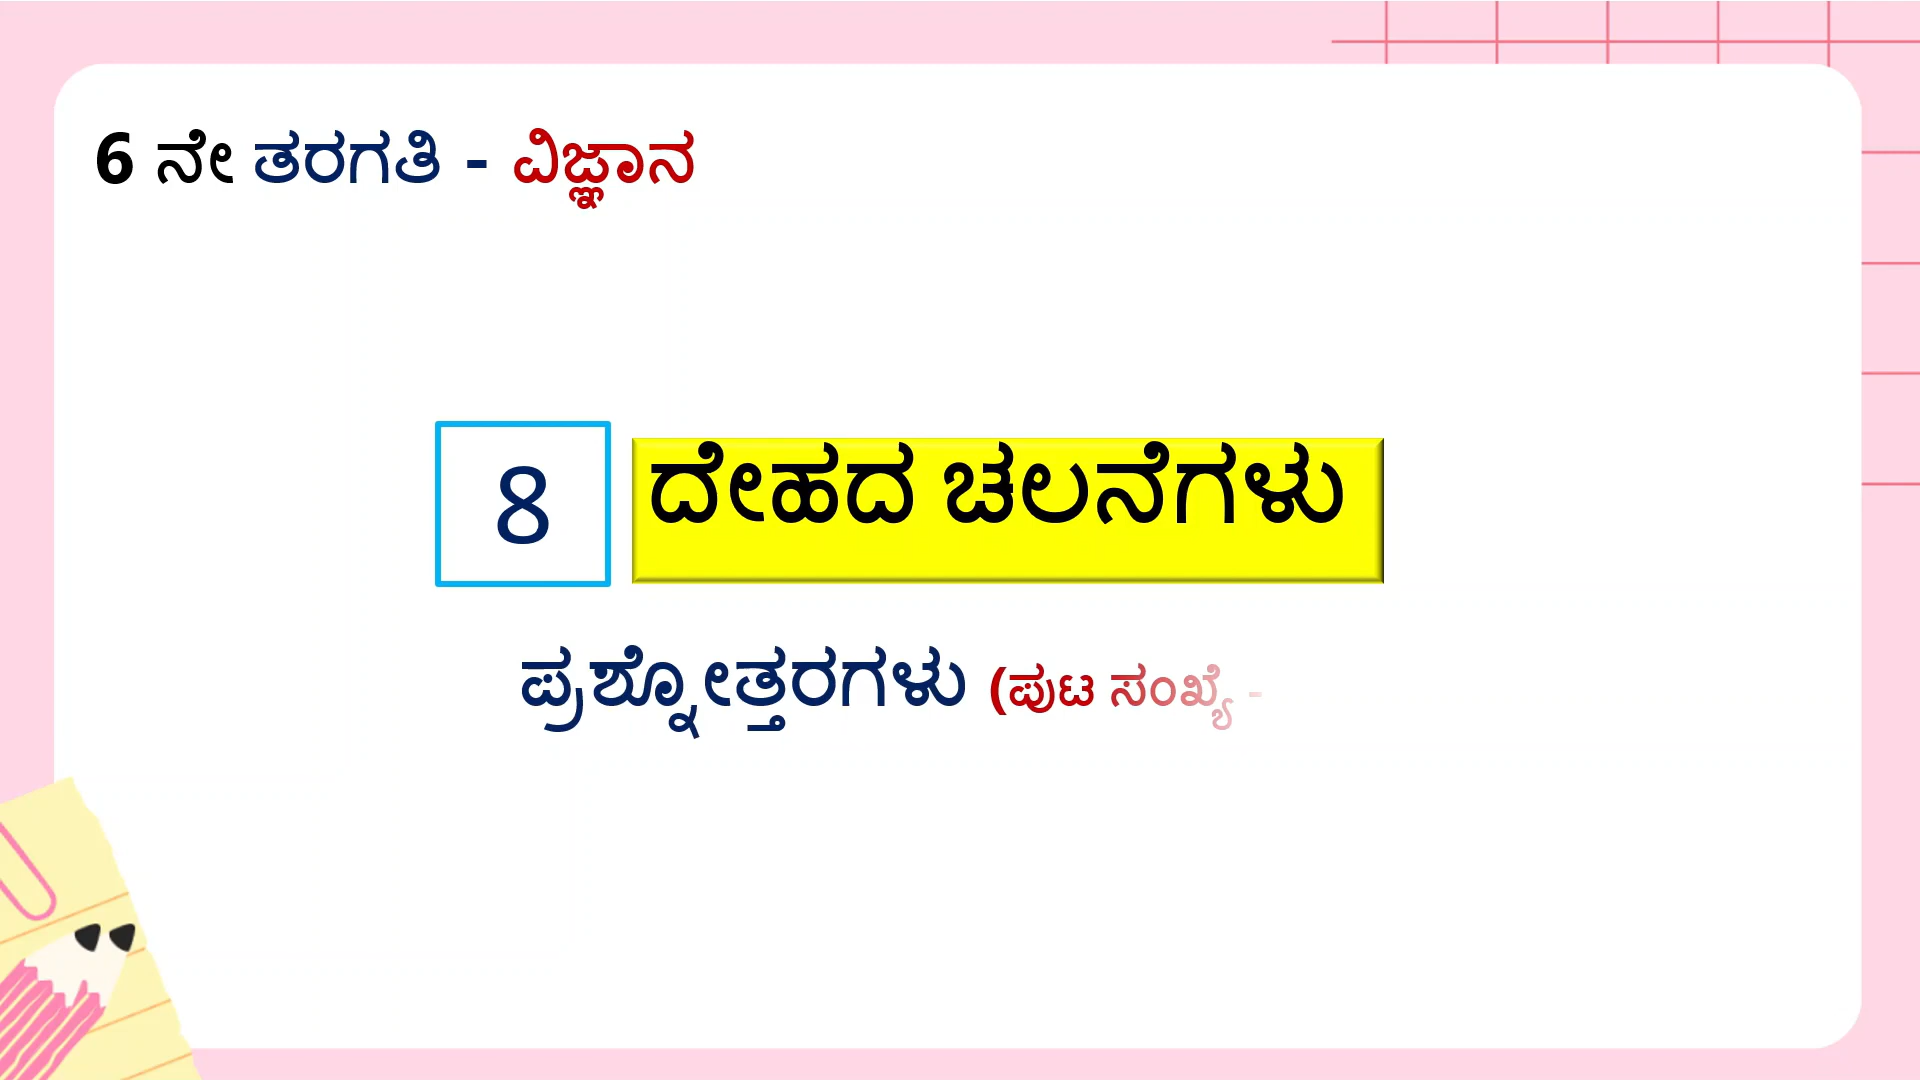 6 ನೇ ತರಗತಿ - ವಿಜ್ಞಾನ
8
ದೇಹದ ಚಲನೆಗಳು
ಪ್ರಶ್ನೋತ್ತರಗಳು (ಪುಟ ಸಂಖ್ಯೆ -